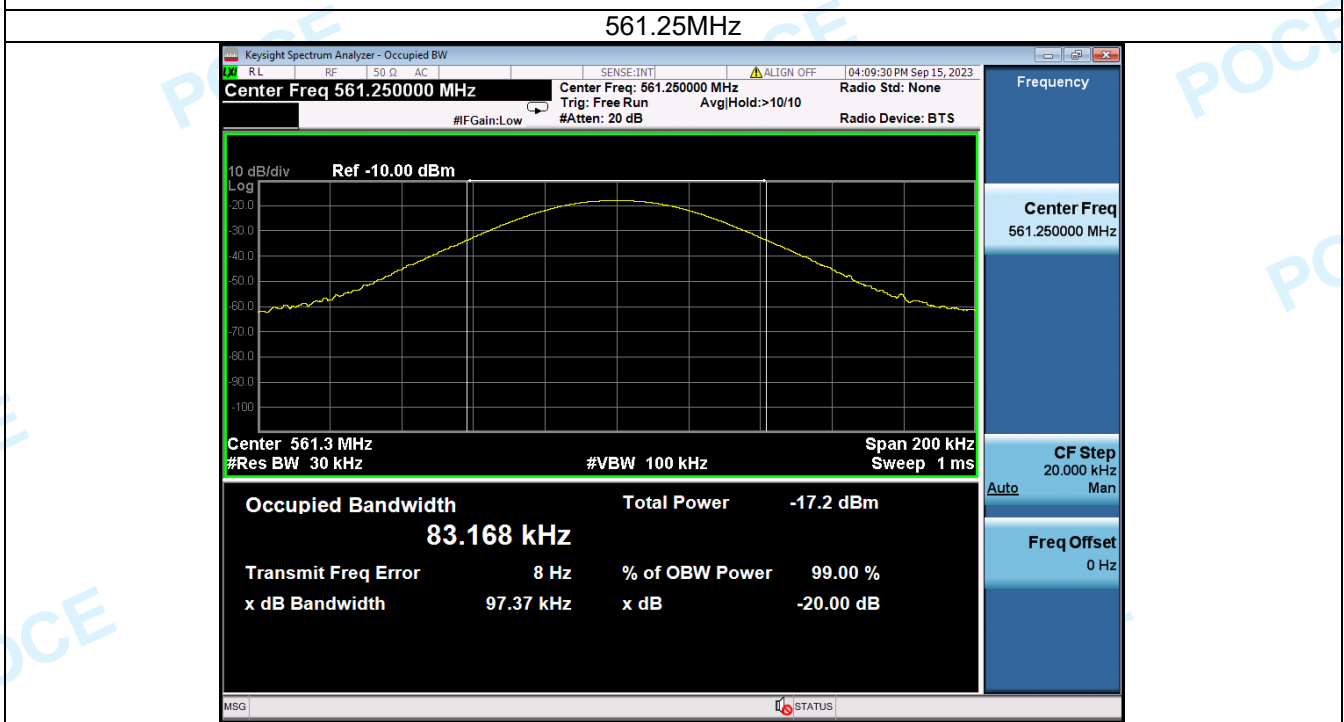 561.25MHz
Keysight Spectrum Analyzer - Occupied BW
LXI RL RF 50 Ω AC SENSE:INT ALIGN OFF 04:09:30 PM Sep 15, 2023
Center Freq 561.250000 MHz
Center Freq: 561.250000 MHz
Radio Std: None
Trig: Free Run Avg|Hold:>10/10
#IFGain:Low #Atten: 20 dB Radio Device: BTS
10 dB/div Ref -10.00 dBm
Log
-20.0
-30.0
-40.0
-50.0
-60.0
-70.0
-80.0
-90.0
-100
Center 561.3 MHz Span 200 kHz
#Res BW 30 kHz #VBW 100 kHz Sweep 1 ms
Occupied Bandwidth Total Power -17.2 dBm
83.168 kHz
Transmit Freq Error 8 Hz % of OBW Power 99.00 %
x dB Bandwidth 97.37 kHz x dB -20.00 dB
MSG STATUS
Frequency
Center Freq
561.250000 MHz
CF Step
20.000 kHz
Auto Man
Freq Offset
0 Hz
POCE
POCE
POCE
PO
OCE